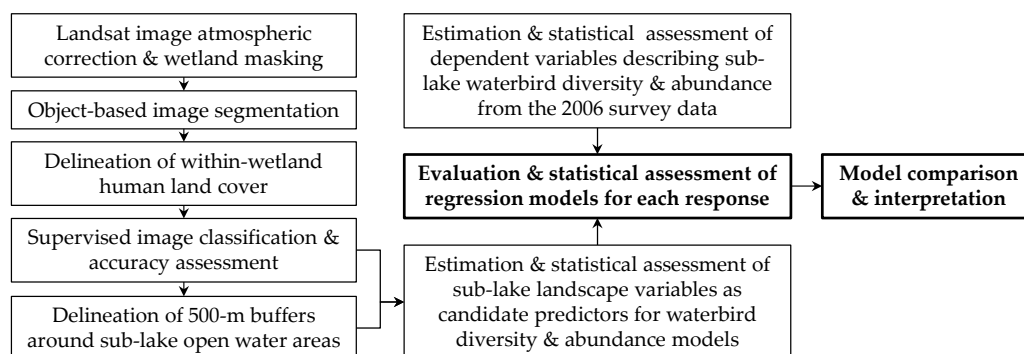 Landsat image atmospheric
correction & wetland masking
Object-based image segmentation
Delineation of within-wetland
human land cover
Supervised image classification &
accuracy assessment
Delineation of 500-m buffers
around sub-lake open water areas
Estimation & statistical assessment of
dependent variables describing sub-
lake waterbird diversity & abundance
from the 2006 survey data
Evaluation & statistical assessment of
regression models for each response
Estimation & statistical assessment of
sub-lake landscape variables as
candidate predictors for waterbird
diversity & abundance models
Model comparison
& interpretation